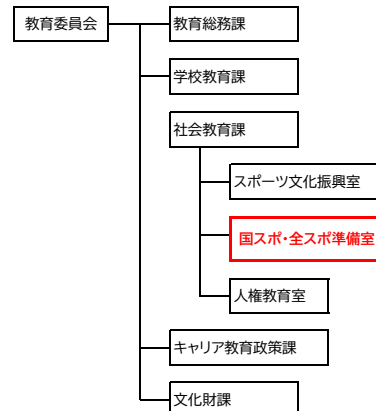 教育委員会
教育総務課
学校教育課
社会教育課
スポーツ文化振興室
国スポ・全スポ準備室
人権教育室
キャリア教育政策課
文化財課